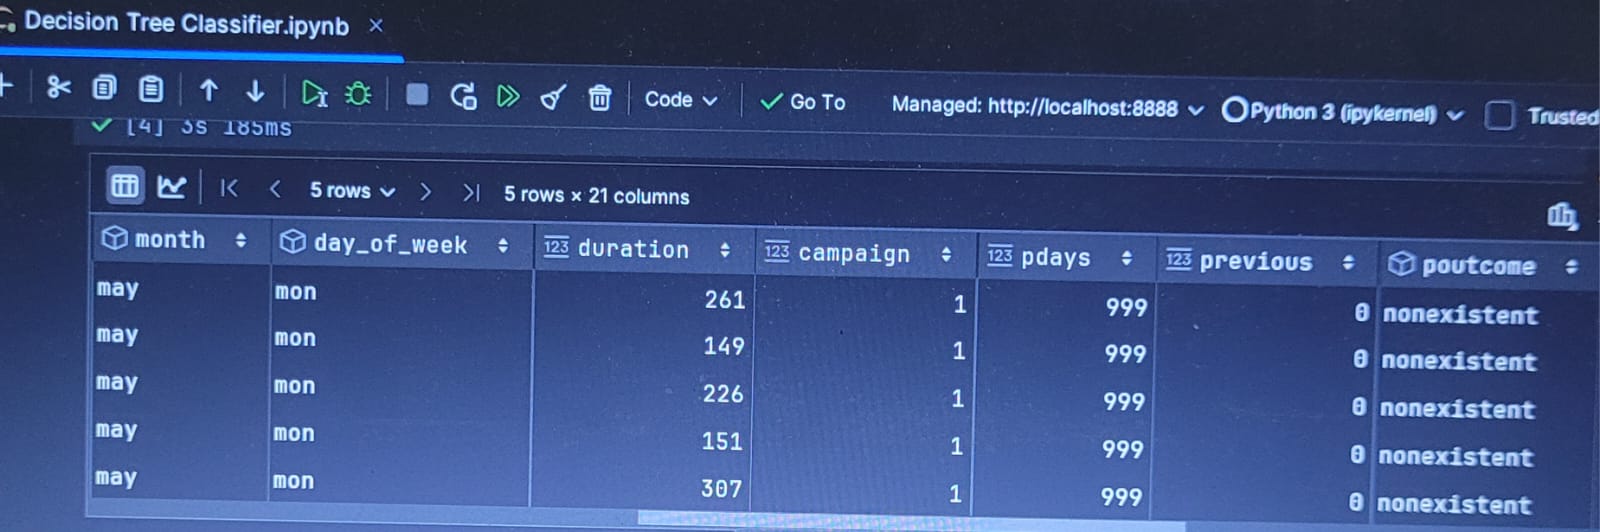 Decision Tree Classifier.ipynb ×
Code Go To Managed: http://localhost:8888 Python 3 (ipykernel) Trusted
[4] 3s 185ms
5 rows 5 rows × 21 columns
month day_of_week 123 duration 123 campaign 123 pdays 123 previous poutcome
may mon 261 1 999 0 nonexistent
may mon 149 1 999 0 nonexistent
may mon 226 1 999 0 nonexistent
may mon 151 1 999 0 nonexistent
may mon 307 1 999 0 nonexistent